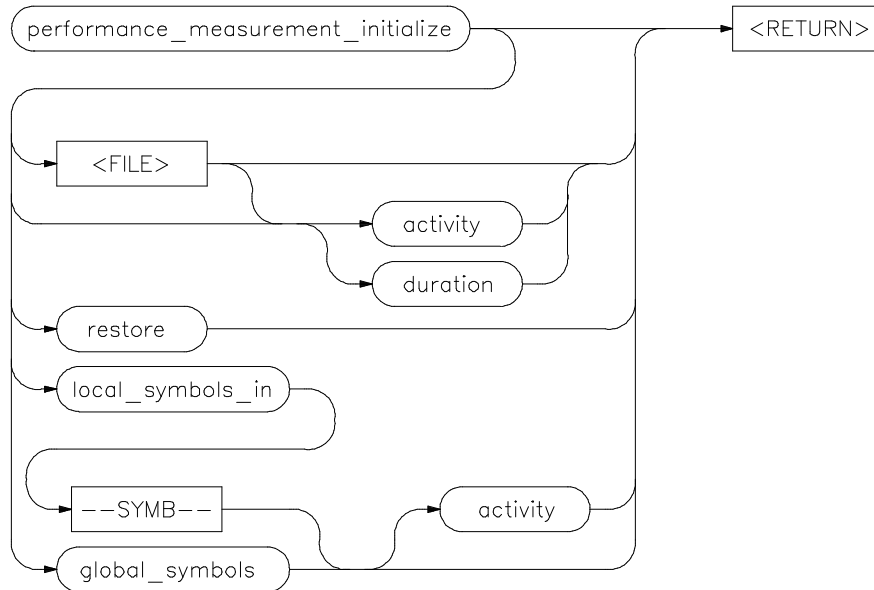 performance_measurement_initialize
<RETURN>
<FILE>
activity
duration
restore
local_symbols_in
--SYMB--
activity
global_symbols